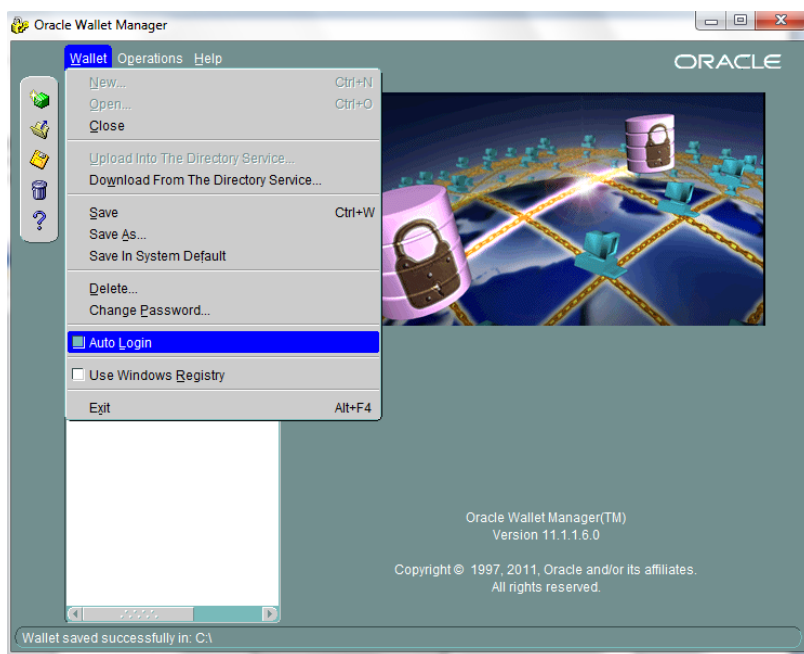 Oracle Wallet Manager
Wallet Operations Help
ORACLE
New... Ctrl+N
Open... Ctrl+O
Close
Upload Into The Directory Service...
Download From The Directory Service...
Save Ctrl+W
Save As...
Save In System Default
Delete...
Change Password...
Auto Login
Use Windows Registry
Exit Alt+F4
Oracle Wallet Manager(TM)
Version 11.1.1.6.0
Copyright © 1997, 2011, Oracle and/or its affiliates.
All rights reserved.
Wallet saved successfully in: C:\